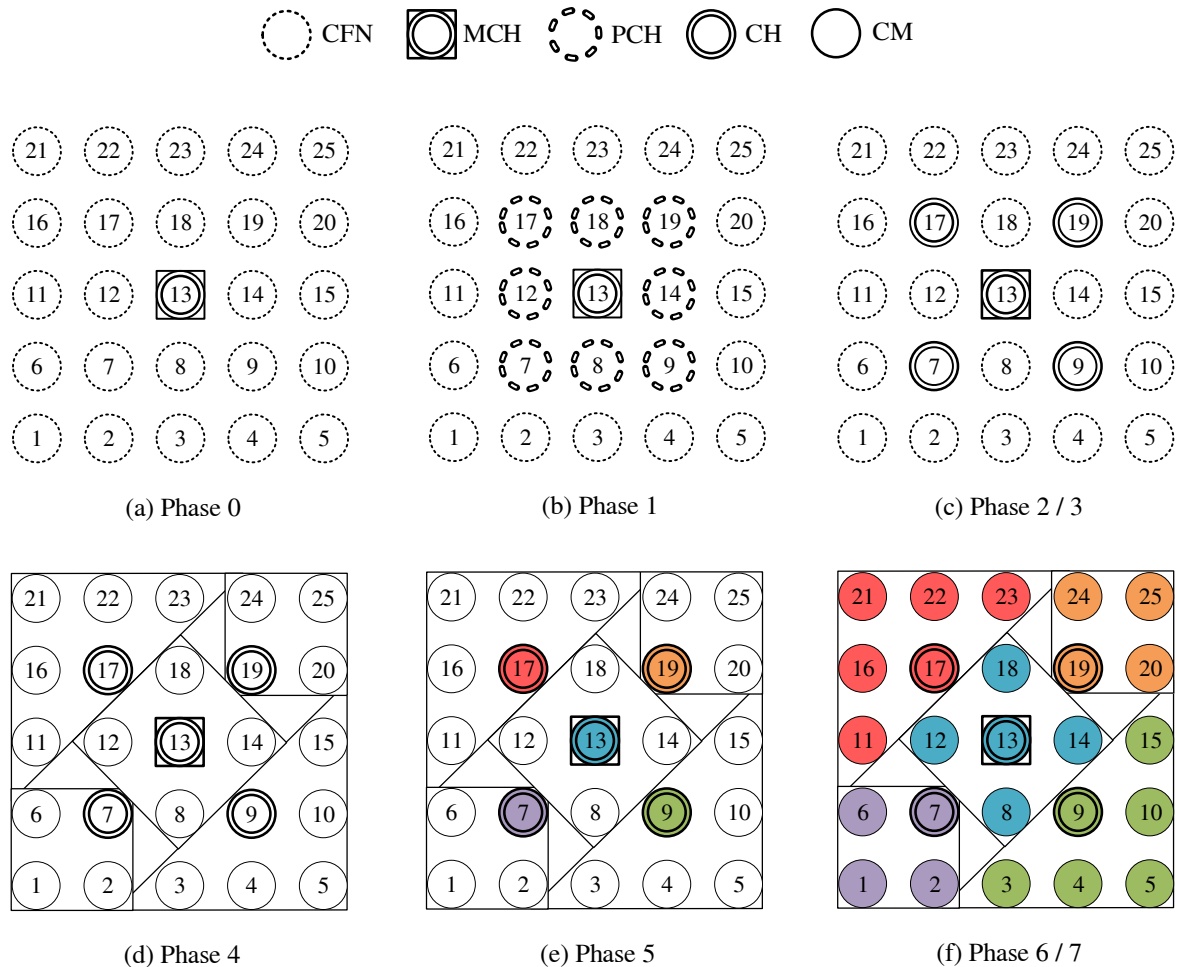 CFN MCH PCH CH CM
21 22 23 24 25 21 22 23 24 25 21 22 23 24 25
16 17 18 19 20 16 17 18 19 20 16 17 18 19 20
11 12 13 14 15 11 12 13 14 15 11 12 13 14 15
6 7 8 9 10 6 7 8 9 10 6 7 8 9 10
1 2 3 4 5 1 2 3 4 5 1 2 3 4 5
(a) Phase 0 (b) Phase 1 (c) Phase 2 / 3
21 22 23 24 25 21 22 23 24 25 21 22 23 24 25
16 17 18 19 20 16 17 18 19 20 16 17 18 19 20
11 12 13 14 15 11 12 13 14 15 11 12 13 14 15
6 7 8 9 10 6 7 8 9 10 6 7 8 9 10
1 2 3 4 5 1 2 3 4 5 1 2 3 4 5
(d) Phase 4 (e) Phase 5 (f) Phase 6 / 7